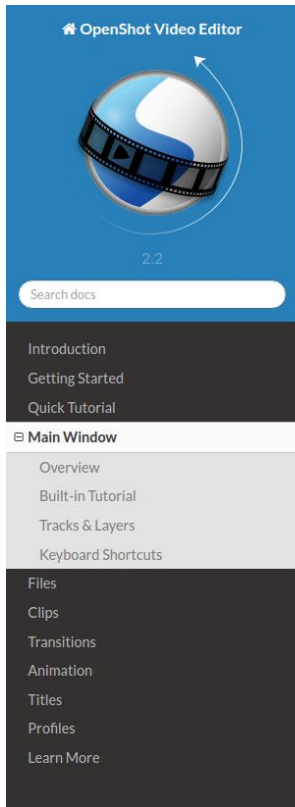 OpenShot Video Editor
2.2
Search docs
Introduction
Getting Started
Quick Tutorial
Main Window
Overview
Built-in Tutorial
Tracks & Layers
Keyboard Shortcuts
Files
Clips
Transitions
Animation
Titles
Profiles
Learn More